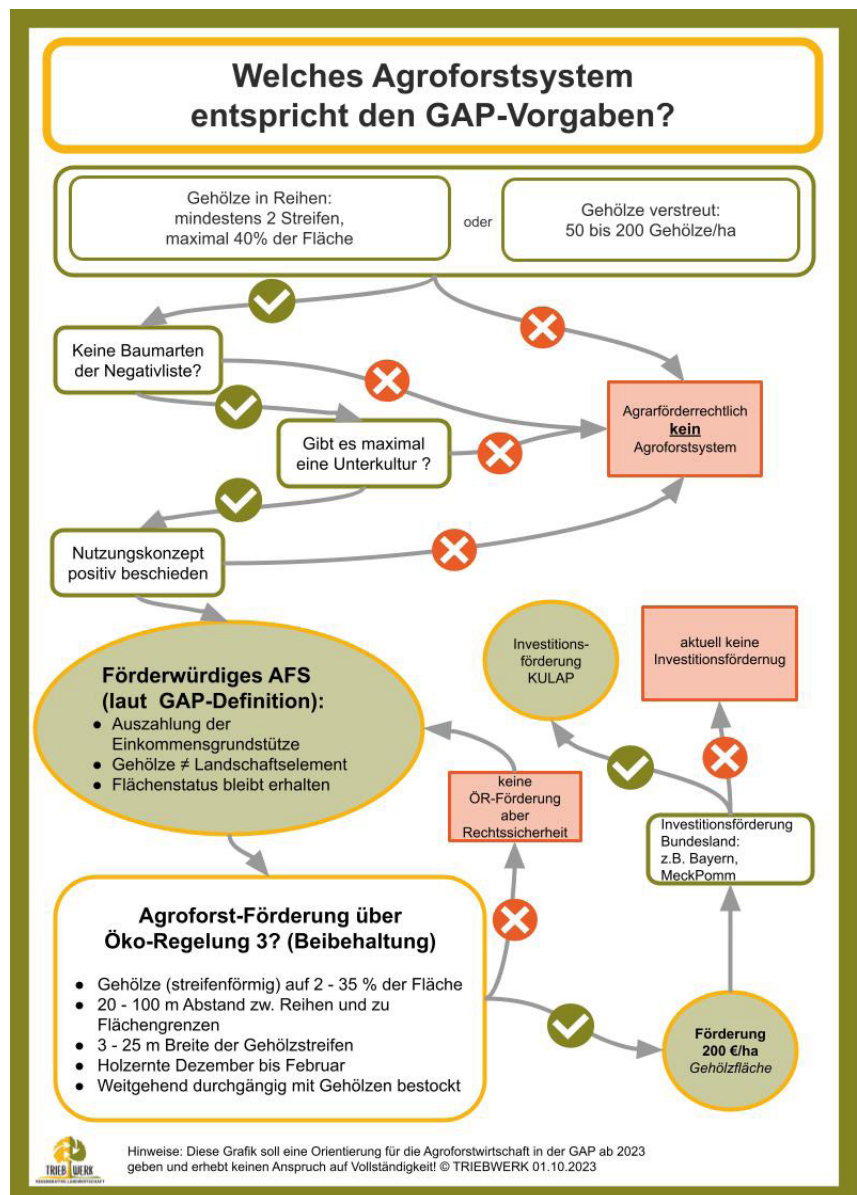 Welches Agroforstsystem
entspricht den GAP-Vorgaben?
Gehölze in Reihen:
mindestens 2 Streifen,
maximal 40% der Fläche
oder
Gehölze verstreut:
50 bis 200 Gehölze/ha
Keine Baumarten
der Negativliste?
Agrarförderrechtlich
kein
Agroforstsystem
Gibt es maximal
eine Unterkultur ?
Nutzungskonzept
positiv beschieden
Investitions-
förderung
KULAP
aktuell keine
Investitionsfördernug
Förderwürdiges AFS
(laut GAP-Definition):
● Auszahlung der
Einkommensgrundstütze
● Gehölze ≠ Landschaftselement
● Flächenstatus bleibt erhalten
keine
ÖR-Förderung
aber
Rechtssicherheit
Investitionsförderung
Bundesland:
z.B. Bayern,
MeckPomm
Agroforst-Förderung über
Öko-Regelung 3? (Beibehaltung)
● Gehölze (streifenförmig) auf 2 - 35 % der Fläche
● 20 - 100 m Abstand zw. Reihen und zu
Flächengrenzen
● 3 - 25 m Breite der Gehölzstreifen
● Holzernte Dezember bis Februar
● Weitgehend durchgängig mit Gehölzen bestockt
Förderung
200 €/ha
Gehölzfläche
TRIEBWERK
REGENERATIVE LANDWIRTSCHAFT
Hinweise: Diese Grafik soll eine Orientierung für die Agroforstwirtschaft in der GAP ab 2023
geben und erhebt keinen Anspruch auf Vollständigkeit! © TRIEBWERK 01.10.2023